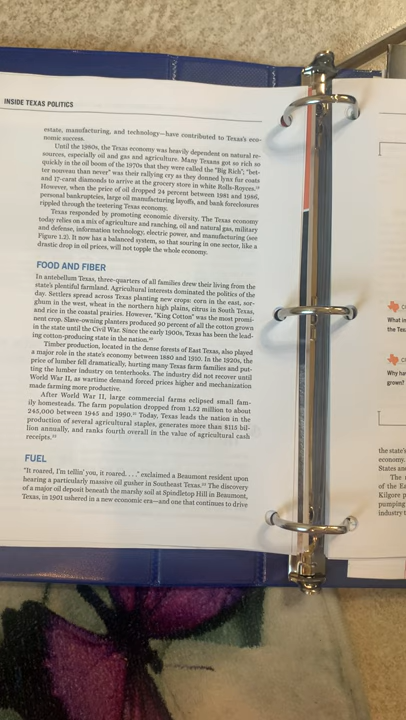 INSIDE TEXAS POLITICS
estate, manufacturing, and technology—have contributed to Texas's eco-
nomic success.
Until the 1980s, the Texas economy was heavily dependent on natural re-
sources, especially oil and gas and agriculture. Many Texans got so rich so
quickly in the oil boom of the 1970s that they were called the "Big Rich"; "bet-
ter nouveau than never" was their rallying cry as they donned lynx fur coats
and 17-carat diamonds to arrive at the grocery store in white Rolls-Royces.
However, when the price of oil dropped 24 percent between 1981 and 1986,
personal bankruptcies, large oil manufacturing layoffs, and bank foreclosures
rippled through the teetering Texas economy.
Texas responded by promoting economic diversity. The Texas economy
today relies on a mix of agriculture and ranching, oil and natural gas, military
and defense, information technology, electric power, and manufacturing (see
Figure 1.2). It now has a balanced system, so that souring in one sector, like a
drastic drop in oil prices, will not topple the whole economy.
FOOD AND FIBER
In antebellum Texas, three-quarters of all families drew their living from the
state's plentiful farmland. Agricultural interests dominated the politics of the
day. Settlers spread across Texas planting new crops: corn in the east, sor-
ghum in the west, wheat in the northern high plains, citrus in South Texas,
and rice in the coastal prairies. However, "King Cotton" was the most promi-
nent crop. Slave-owning planters produced 90 percent of all the cotton grown
in the state until the Civil War. Since the early 1900s, Texas has been the lead-
ing cotton-producing state in the nation.
Timber production, located in the dense forests of East Texas, also played
a major role in the state's economy between 1880 and 1910. In the 1920s, the
price of lumber fell dramatically, hurting many Texas farm families and put-
ting the lumber industry on tenterhooks. The industry did not recover until
World War II, as wartime demand forced prices higher and mechanization
made farming more productive.
After World War II, large commercial farms eclipsed small fam-
ily homesteads. The farm population dropped from 1.52 million to about
245,000 between 1945 and 1990. Today, Texas leads the nation in the
production of several agricultural staples, generates more than $115 bil-
lion annually, and ranks fourth overall in the value of agricultural cash
receipts.
FUEL
"It roared, I'm tellin' you, it roared. . . ." exclaimed a Beaumont resident upon
hearing a particularly massive oil gusher in Southeast Texas. The discovery
of a major oil deposit beneath the marshy soil at Spindletop Hill in Beaumont,
Texas, in 1901 ushered in a new economic era—and one that continues to drive
What in
the Tex
Why ha
grown?
the state's
economy.
States and
The
of the Ea
Kilgore p
pumping
industry t